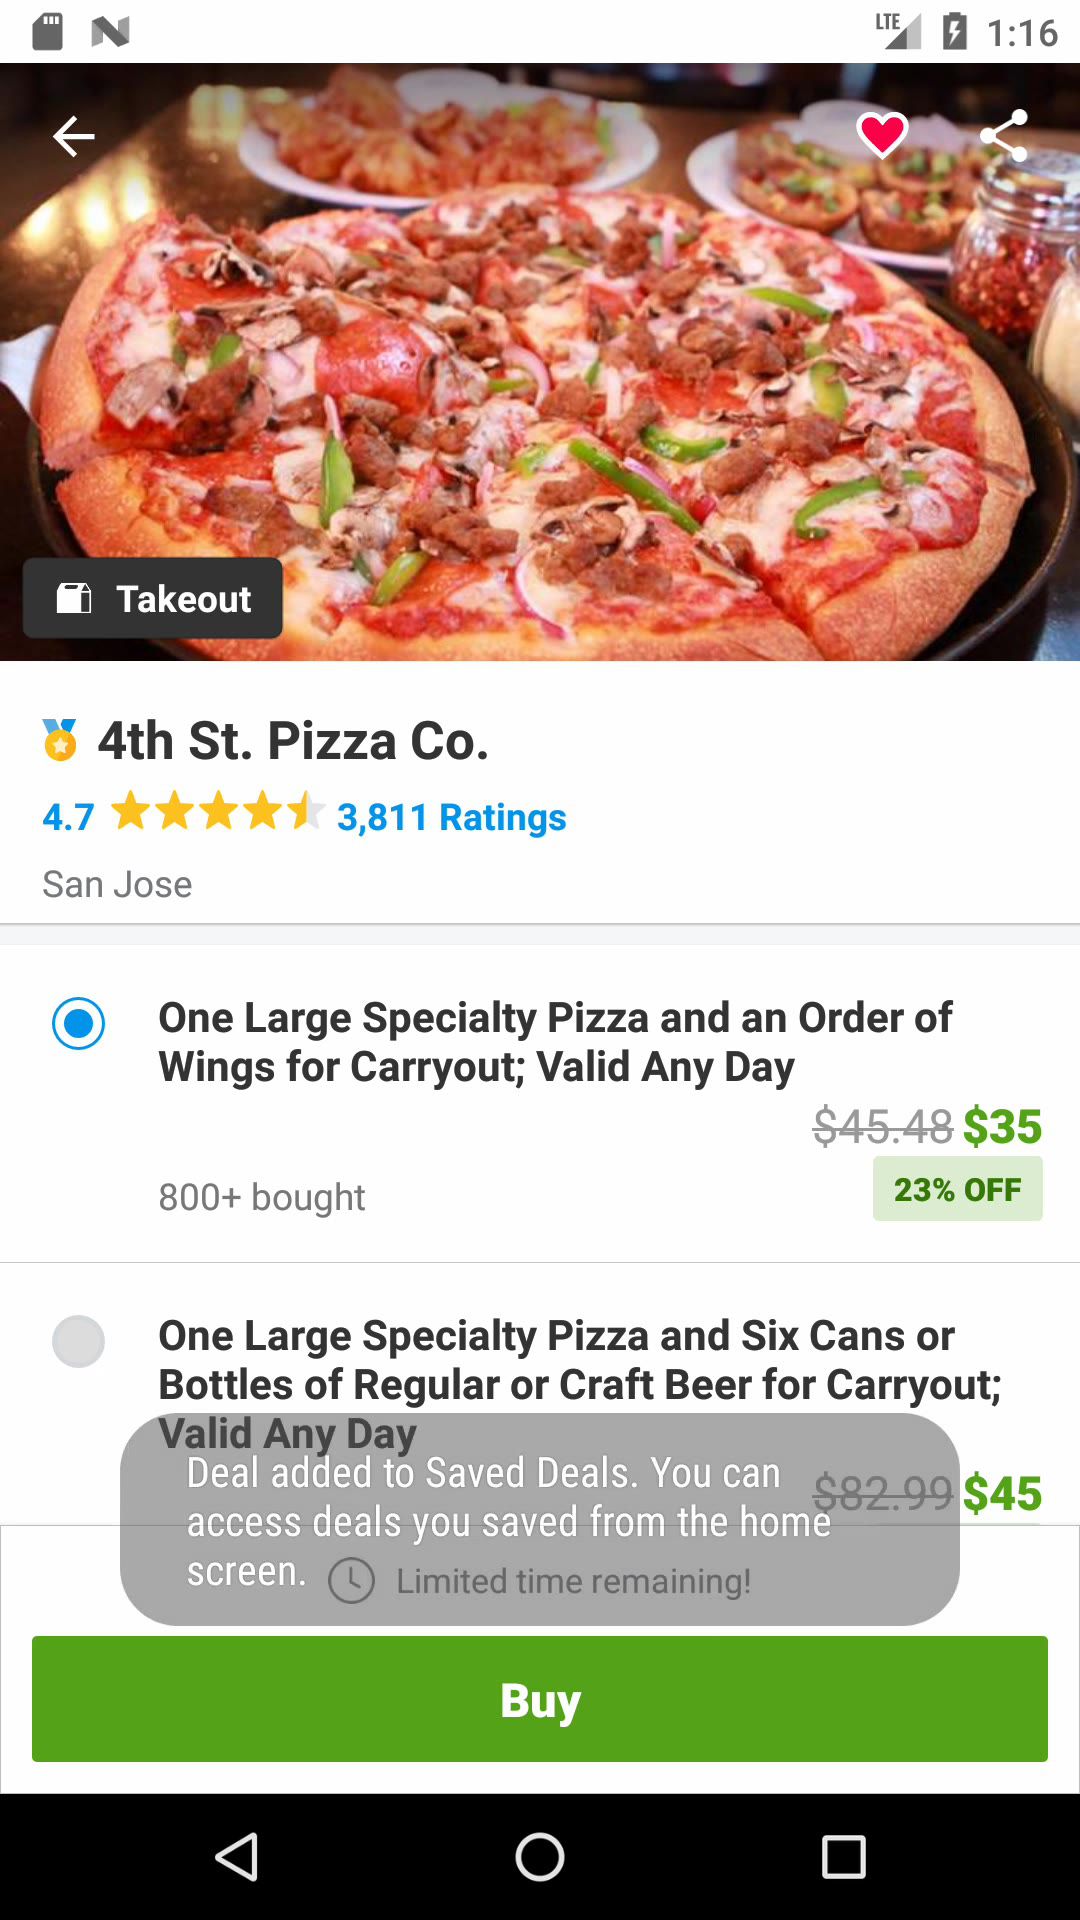 LTE 1:16
Takeout
4th St. Pizza Co.
4.7 3,811 Ratings
San Jose
One Large Specialty Pizza and an Order of
Wings for Carryout; Valid Any Day
$45.48 $35
800+ bought
23% OFF
One Large Specialty Pizza and Six Cans or
Bottles of Regular or Craft Beer for Carryout;
Valid Any Day
$82.99 $45
Deal added to Saved Deals. You can
access deals you saved from the home
screen.
Limited time remaining!
Buy